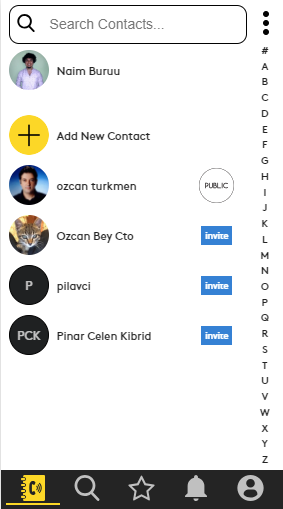 Search Contacts...
Naim Buruu
Add New Contact
ozcan turkmen
PUBLIC
Ozcan Bey Cto
invite
P
pilavci
invite
PCK
Pinar Celen Kibrid
invite
#
A
B
C
D
E
F
G
H
I
J
K
L
M
N
O
P
Q
R
S
T
U
V
W
X
Y
Z